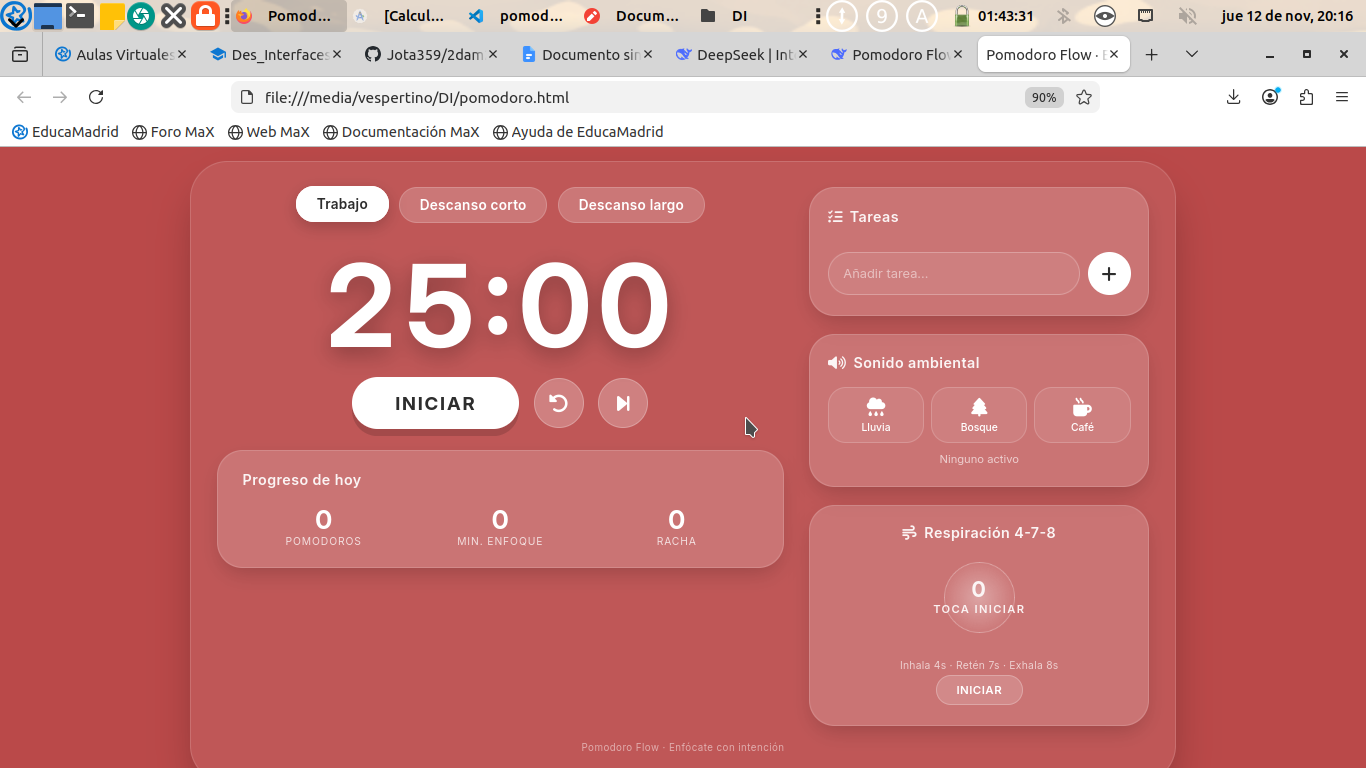 Pomod...
[Calcul...
pomod...
Docum...
DI
9
A
01:43:31
jue 12 de nov, 20:16
Aulas Virtuales
Des_Interfaces
Jota359/2dam
Documento sin
DeepSeek | Int
Pomodoro Flo
Pomodoro Flow ·
file:///media/vespertino/DI/pomodoro.html
90%
EducaMadrid
Foro MaX
Web MaX
Documentación MaX
Ayuda de EducaMadrid
Trabajo
Descanso corto
Descanso largo
25:00
INICIAR
Progreso de hoy
0
0
0
POMODOROS
MIN. ENFOQUE
RACHA
Tareas
Añadir tarea...
Sonido ambiental
Lluvia
Bosque
Café
Ninguno activo
Respiración 4-7-8
0
TOCA INICIAR
Inhala 4s · Retén 7s · Exhala 8s
INICIAR
Pomodoro Flow · Enfócate con intención